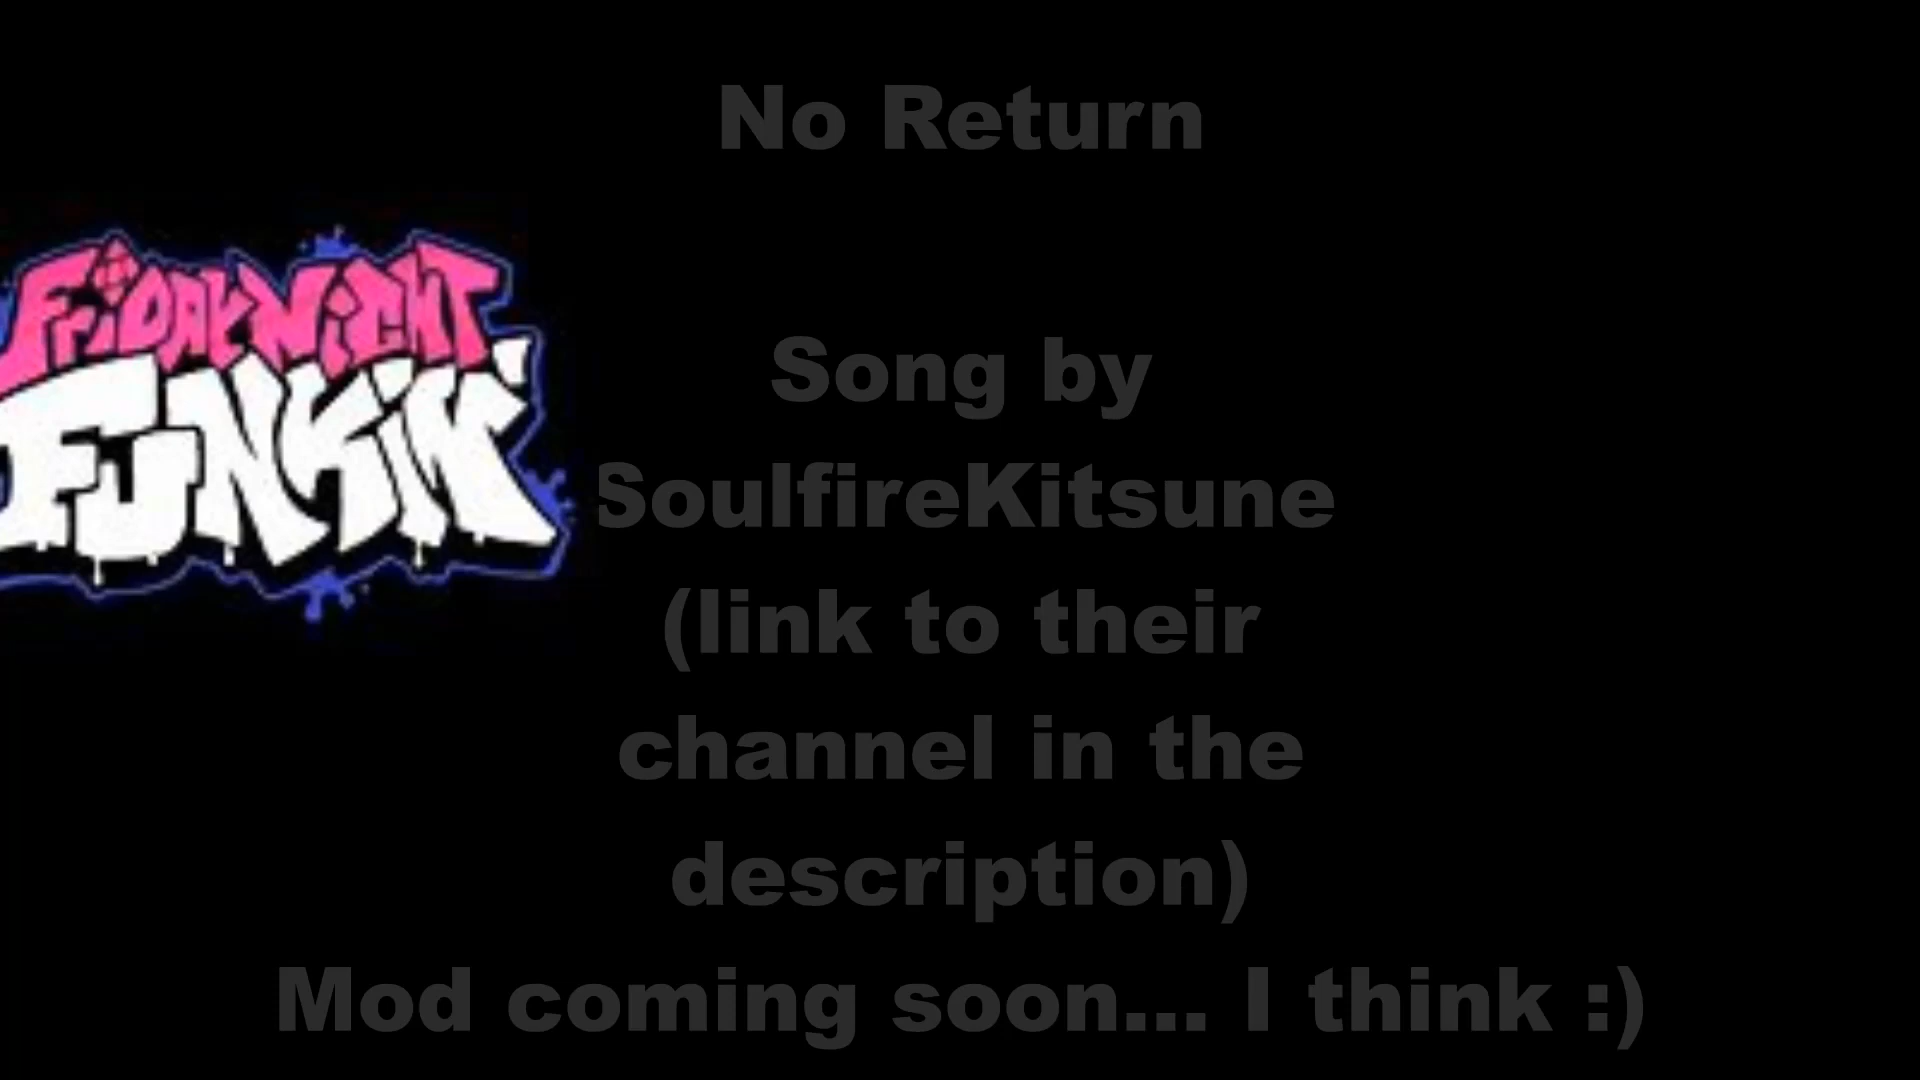 No Return
FRiDAY NiGHT
FUNKiN'
Song by
SoulfireKitsune
(link to their
channel in the
description)
Mod coming soon... I think :)